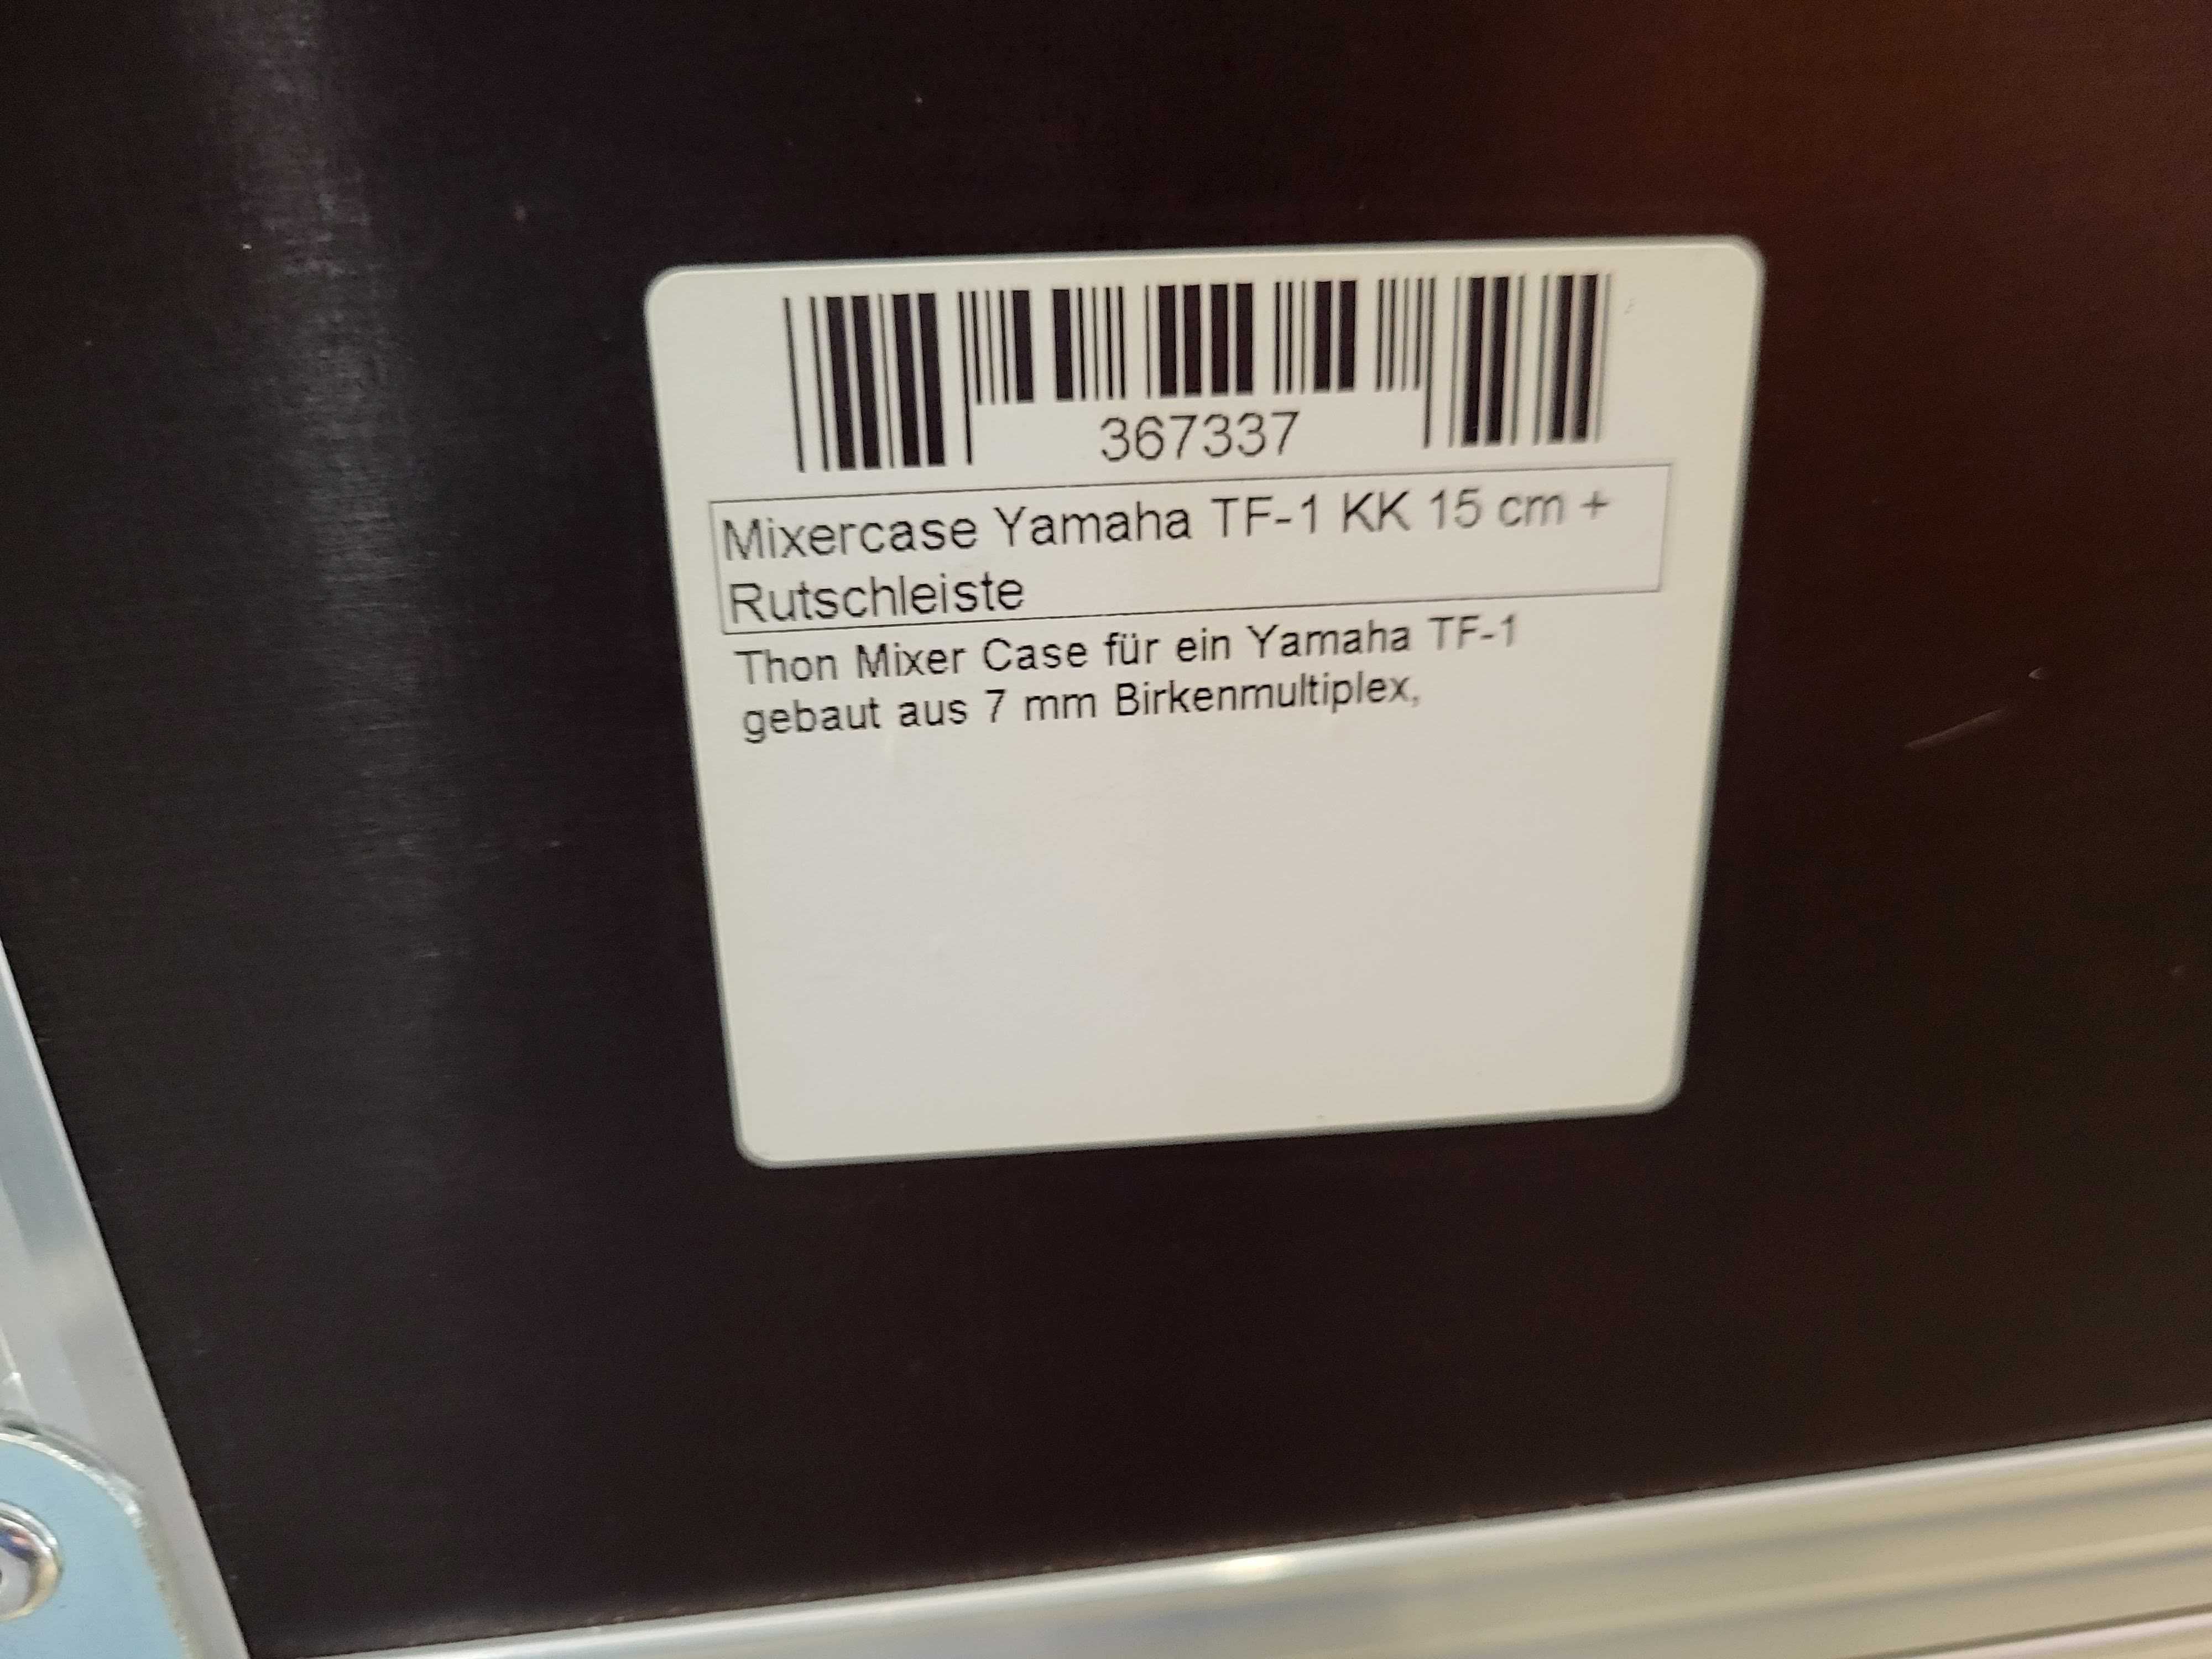 367337
Mixercase Yamaha TF-1 KK 15 cm +
Rutschleiste
Thon Mixer Case für ein Yamaha TF-1
gebaut aus 7 mm Birkenmultiplex,